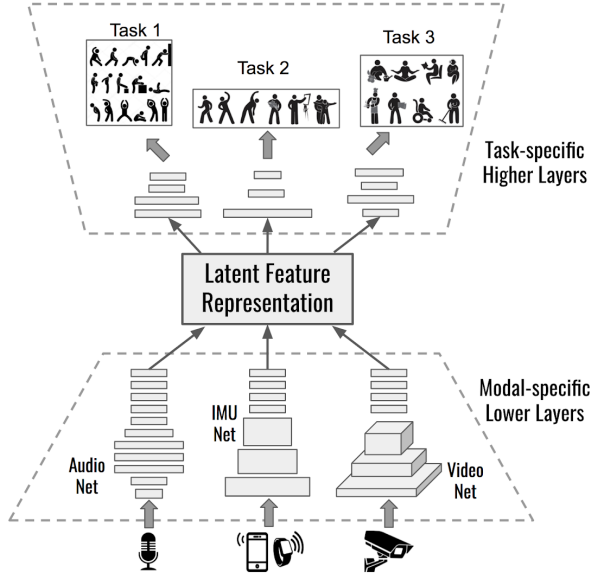 Task 1
Task 2
Task 3
Task-specific
Higher Layers
Latent Feature
Representation
Modal-specific
Lower Layers
IMU
Net
Audio
Net
Video
Net